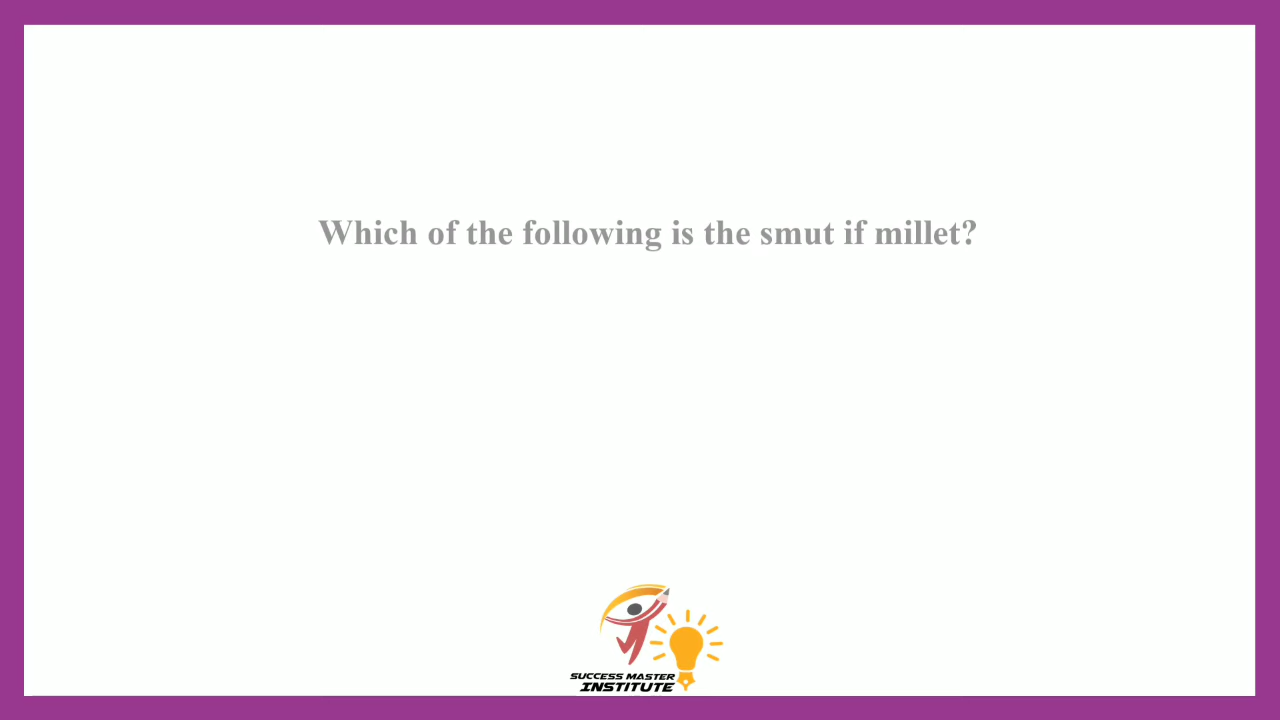 Which of the following is the smut if millet?
SUCCESS MASTER
INSTITUTE